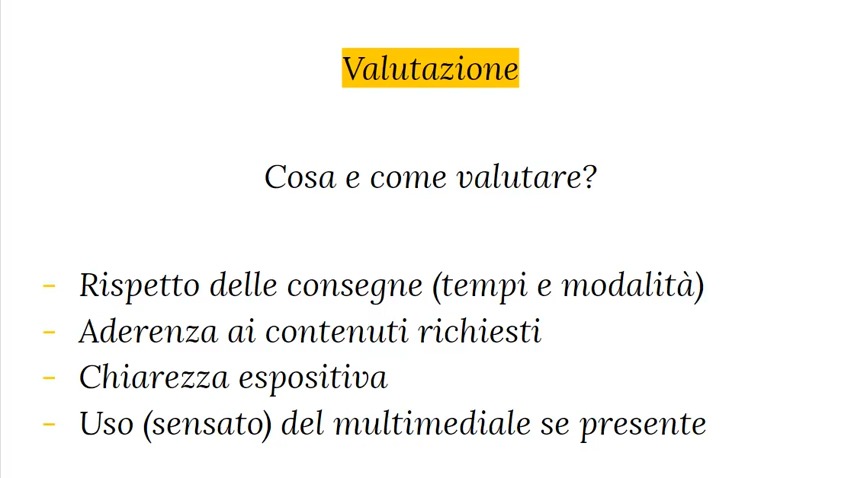 Valutazione
Cosa e come valutare?
- Rispetto delle consegne (tempi e modalità)
- Aderenza ai contenuti richiesti
- Chiarezza espositiva
- Uso (sensato) del multimediale se presente